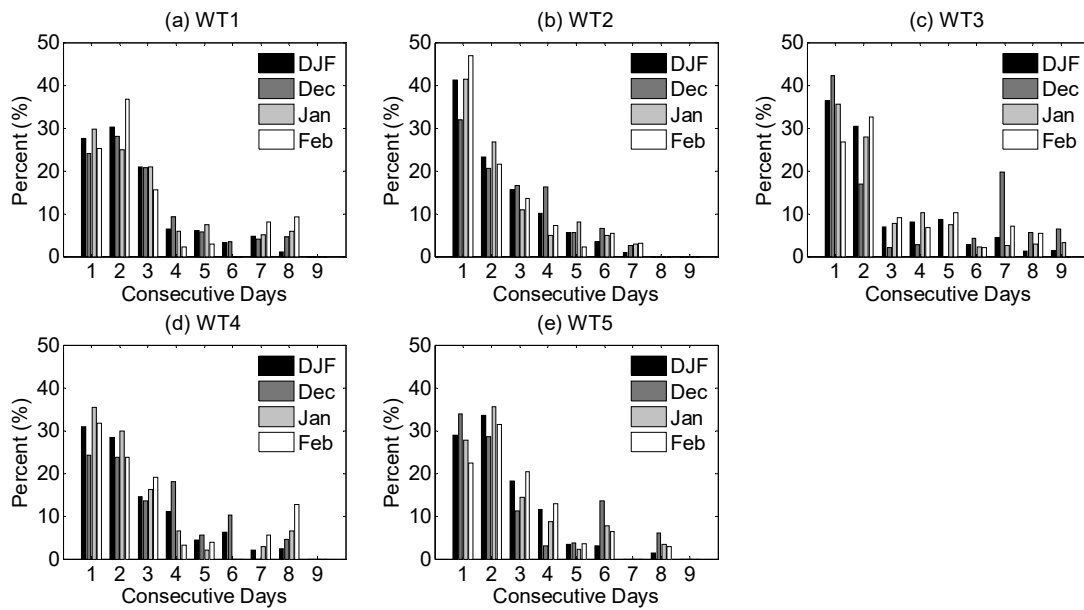 (a) WT1
50
40
30
20
10
0
Percent (%)
DJF
Dec
Jan
Feb
1 2 3 4 5 6 7 8 9
Consecutive Days
(b) WT2
50
40
30
20
10
0
Percent (%)
DJF
Dec
Jan
Feb
1 2 3 4 5 6 7 8 9
Consecutive Days
(c) WT3
50
40
30
20
10
0
Percent (%)
DJF
Dec
Jan
Feb
1 2 3 4 5 6 7 8 9
Consecutive Days
(d) WT4
50
40
30
20
10
0
Percent (%)
DJF
Dec
Jan
Feb
1 2 3 4 5 6 7 8 9
Consecutive Days
(e) WT5
50
40
30
20
10
0
Percent (%)
DJF
Dec
Jan
Feb
1 2 3 4 5 6 7 8 9
Consecutive Days